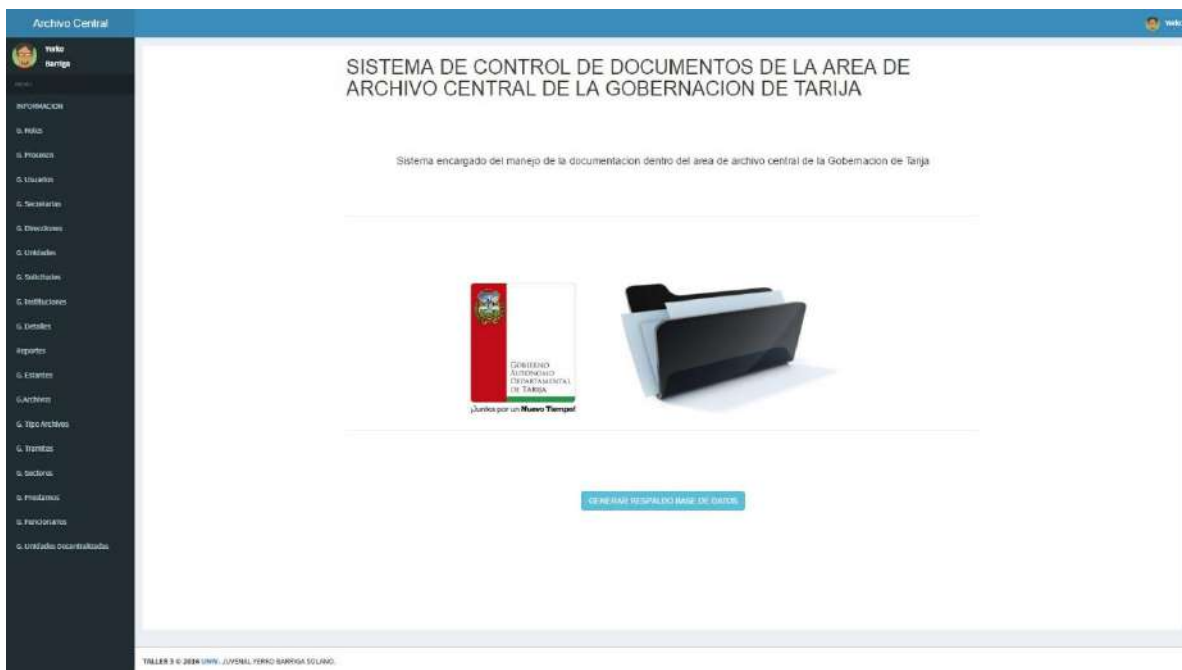 Archivo Central
Yerko
Yerko
Barriga
MENU
INFORMACION
G. Roles
G. Procesos
G. Usuarios
G. Secretarias
G. Direcciones
G. Unidades
G. Solicitudes
G. Instituciones
G. Detalles
Reportes
G. Estantes
G.Archivos
G. Tipo Archivos
G. Tramites
G. Sectores
G. Prestamos
G. Funcionarios
G. Unidades Decentralizadas
SISTEMA DE CONTROL DE DOCUMENTOS DE LA AREA DE
ARCHIVO CENTRAL DE LA GOBERNACION DE TARIJA
Sistema encargado del manejo de la documentacion dentro del area de archivo central de la Gobernacion de Tarija
GOBIERNO
AUTÓNOMO
DEPARTAMENTAL
DE TARIJA
¡Juntos por un Nuevo Tiempo!
GENERAR RESPALDO BASE DE DATOS
TALLER 3 © 2016 UNIV. JUVENAL YERKO BARRIGA SOLANO.